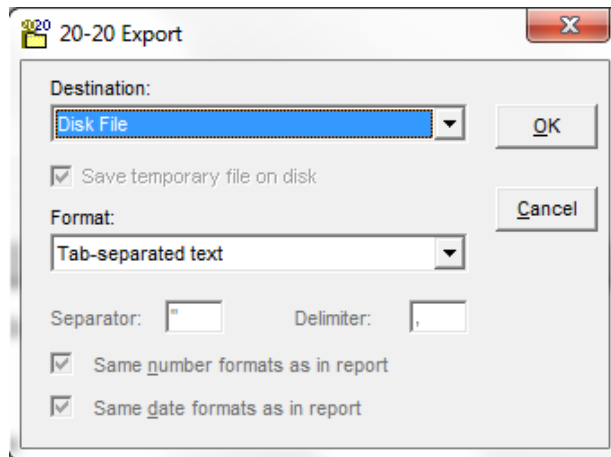 2020
20-20 Export
Destination:
Disk File
OK
Save temporary file on disk
Cancel
Format:
Tab-separated text
Separator: " Delimiter: ,
Same number formats as in report
Same date formats as in report